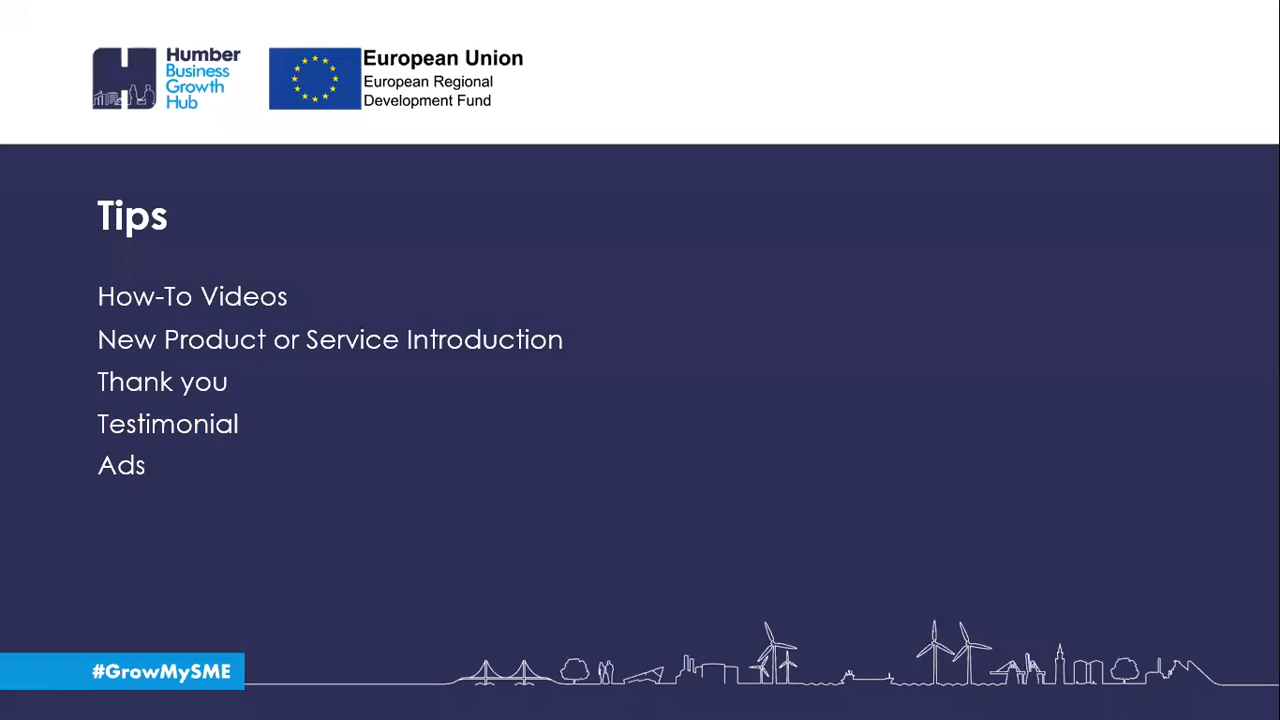 Humber
Business
Growth
Hub
European Union
European Regional
Development Fund
Tips
How-To Videos
New Product or Service Introduction
Thank you
Testimonial
Ads
#GrowMySME